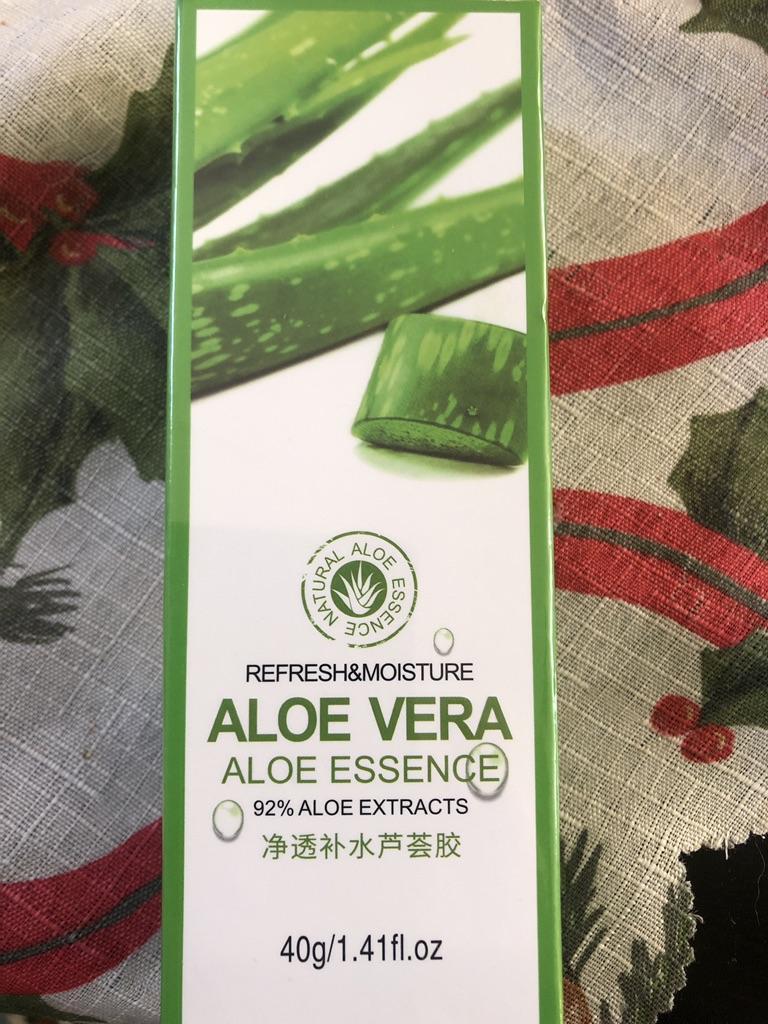 NATURAL ALOE ESSENCE
REFRESH&MOISTURE
ALOE VERA
ALOE ESSENCE
92% ALOE EXTRACTS
净透补水芦荟胶
40g/1.41fl.oz